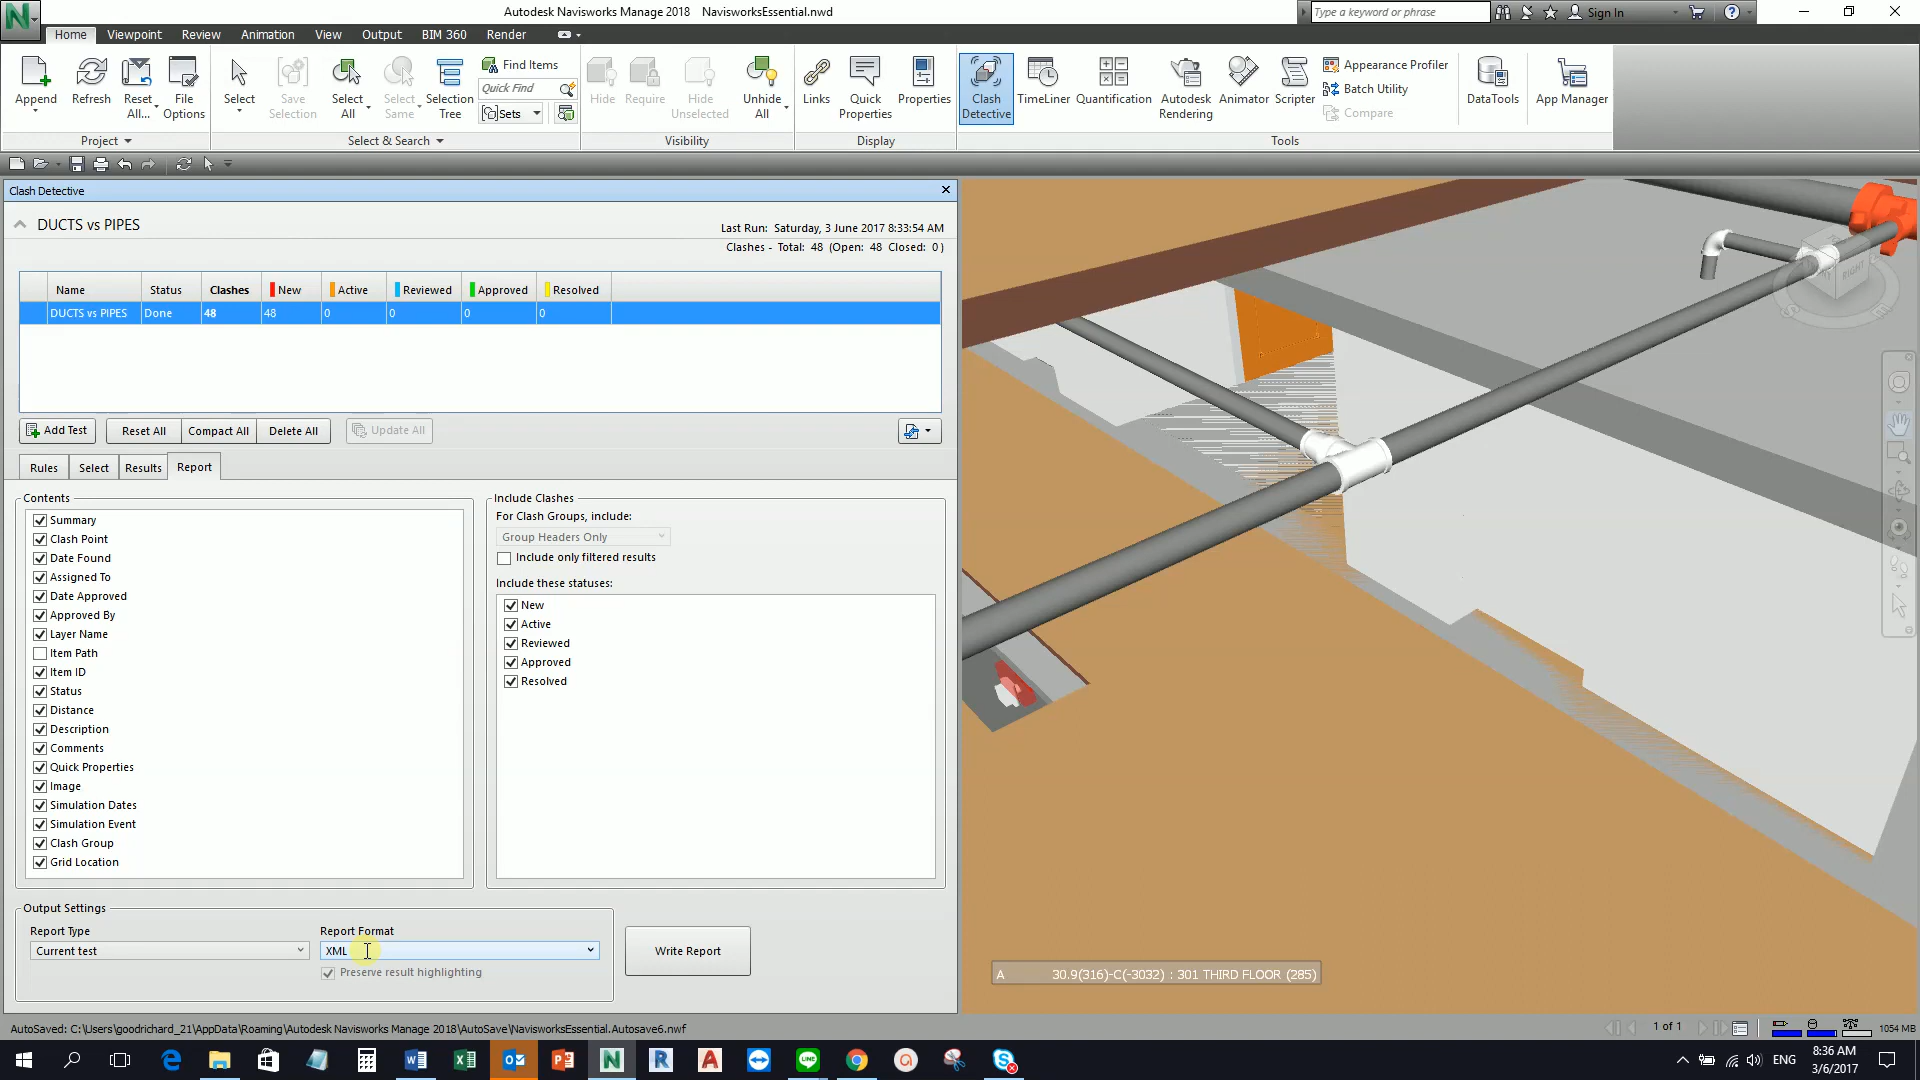 Autodesk Navisworks Manage 2018 NavisworksEssential.nwd
Type a keyword or phrase
Sign In
Home Viewpoint Review Animation View Output BIM 360 Render
Append
Refresh
Reset All...
File Options
Project
Select
Save Selection
Select All
Select Same
Selection Tree
Find Items
Quick Find
Sets
Select & Search
Hide
Require
Hide Unselected
Unhide All
Visibility
Links
Quick Properties
Properties
Display
Clash Detective
TimeLiner
Quantification
Autodesk Rendering
Animator
Scripter
Appearance Profiler
Batch Utility
Compare
Tools
DataTools
App Manager
Clash Detective
DUCTS vs PIPES
Last Run: Saturday, 3 June 2017 8:33:54 AM
Clashes - Total: 48 (Open: 48 Closed: 0)
Name Status Clashes New Active Reviewed Approved Resolved
DUCTS vs PIPES Done 48 48 0 0 0 0
Add Test Reset All Compact All Delete All Update All
Rules Select Results Report
Contents
Summary
Clash Point
Date Found
Assigned To
Date Approved
Approved By
Layer Name
Item Path
Item ID
Status
Distance
Description
Comments
Quick Properties
Image
Simulation Dates
Simulation Event
Clash Group
Grid Location
Include Clashes
For Clash Groups, include:
Group Headers Only
Include only filtered results
Include these statuses:
New
Active
Reviewed
Approved
Resolved
Output Settings
Report Type
Current test
Report Format
XML
Preserve result highlighting
Write Report
RIGHT
S
E
A 30.9(316)-C(-3032) : 301 THIRD FLOOR (285)
AutoSaved: C:\Users\goodrichard_21\AppData\Roaming\Autodesk Navisworks Manage 2018\AutoSave\NavisworksEssential.Autosave6.nwf
1 of 1
1054 MB
ENG
8:36 AM
3/6/2017